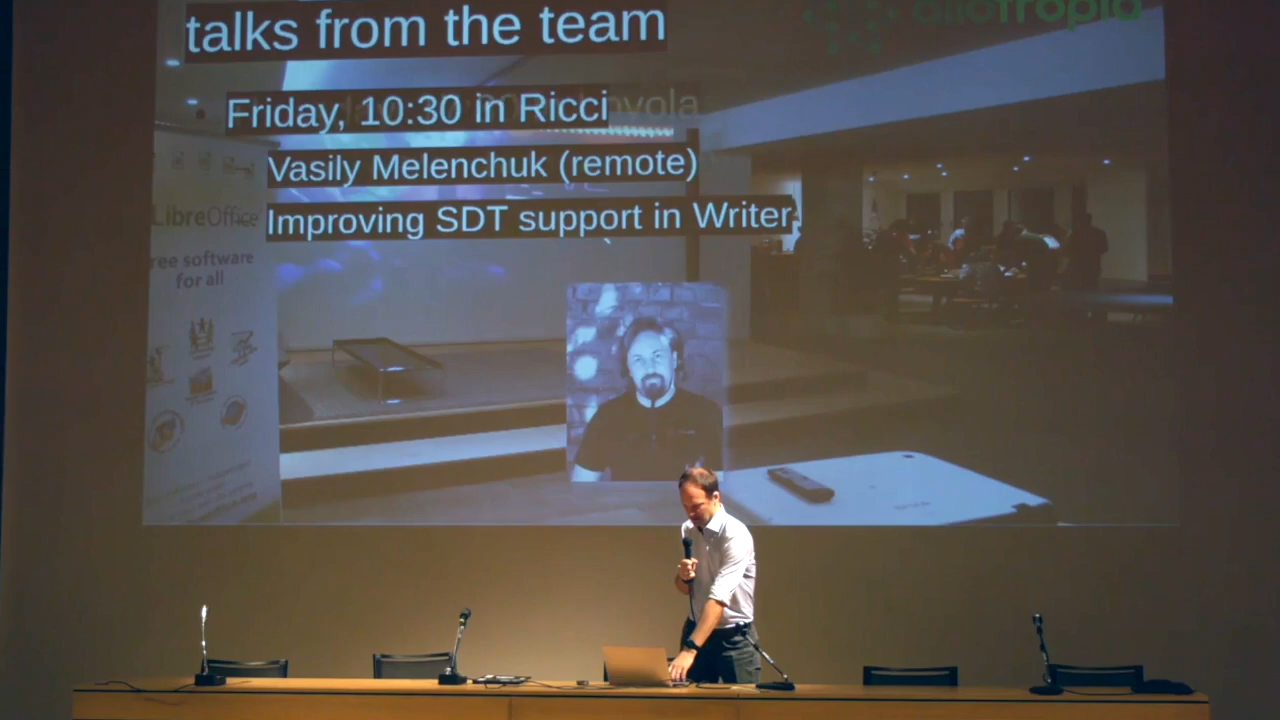 allotropia
talks from the team
Friday, 10:30 in Ricci
Vasily Melenchuk (remote)
Improving SDT support in Writer
LibreOffice
ree software
for all